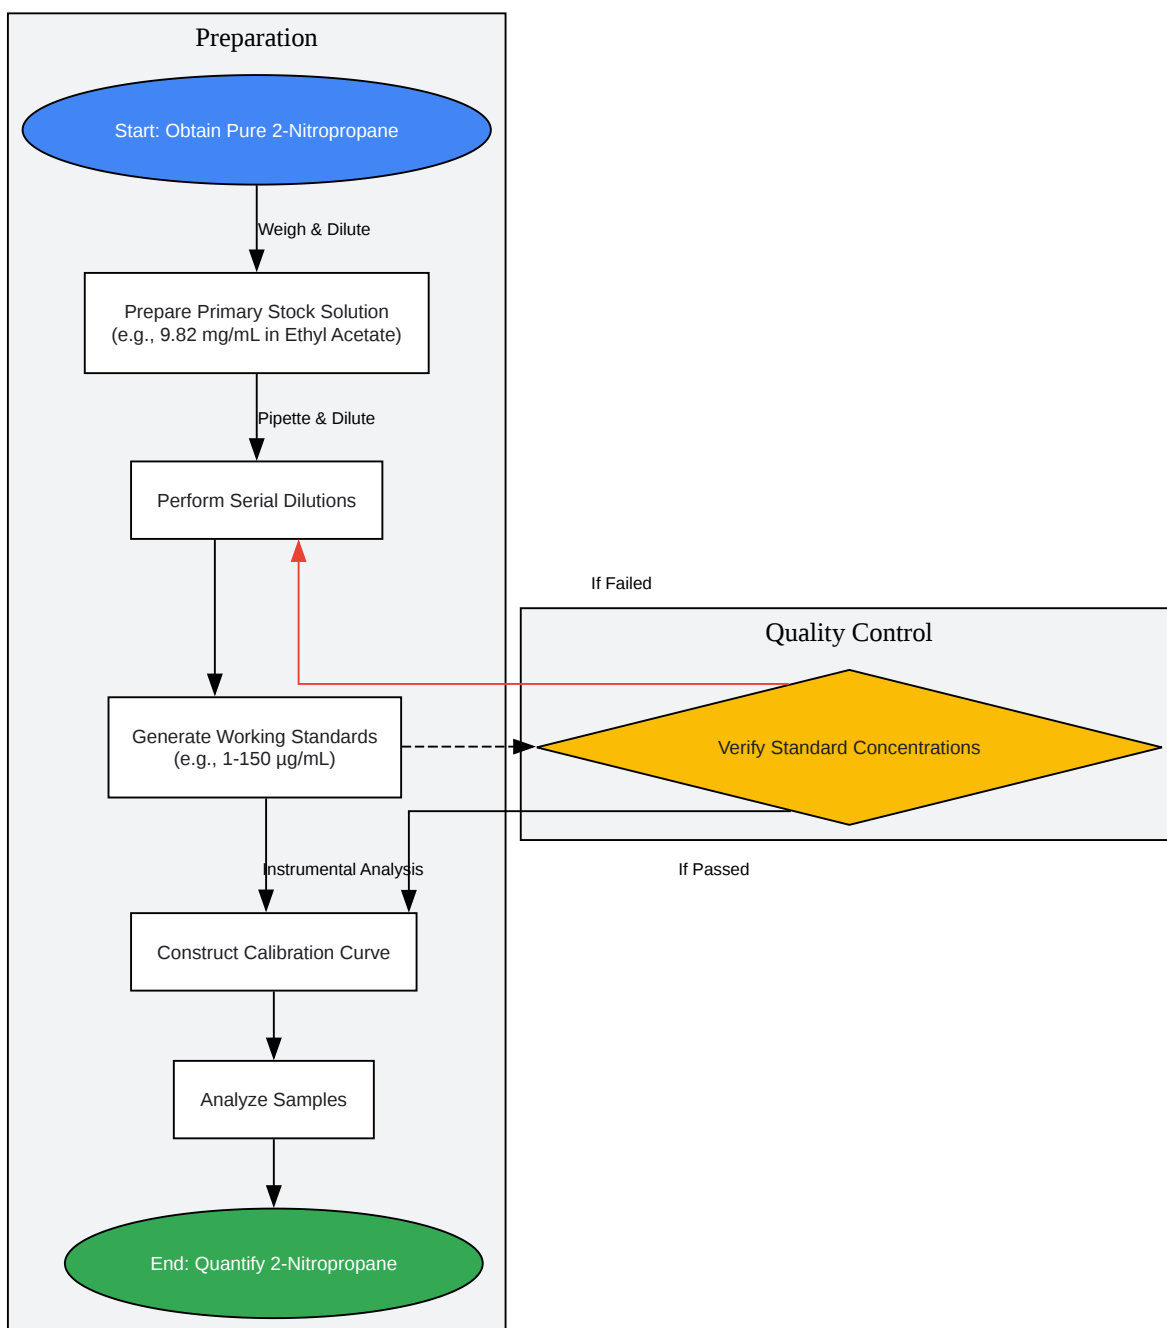 Preparation
Start: Obtain Pure 2-Nitropropane
Weigh & Dilute
Prepare Primary Stock Solution
(e.g., 9.82 mg/mL in Ethyl Acetate)
Pipette & Dilute
Perform Serial Dilutions
If Failed
Quality Control
Generate Working Standards
(e.g., 1-150 µg/mL)
Verify Standard Concentrations
Instrumental Analysis
If Passed
Construct Calibration Curve
Analyze Samples
End: Quantify 2-Nitropropane